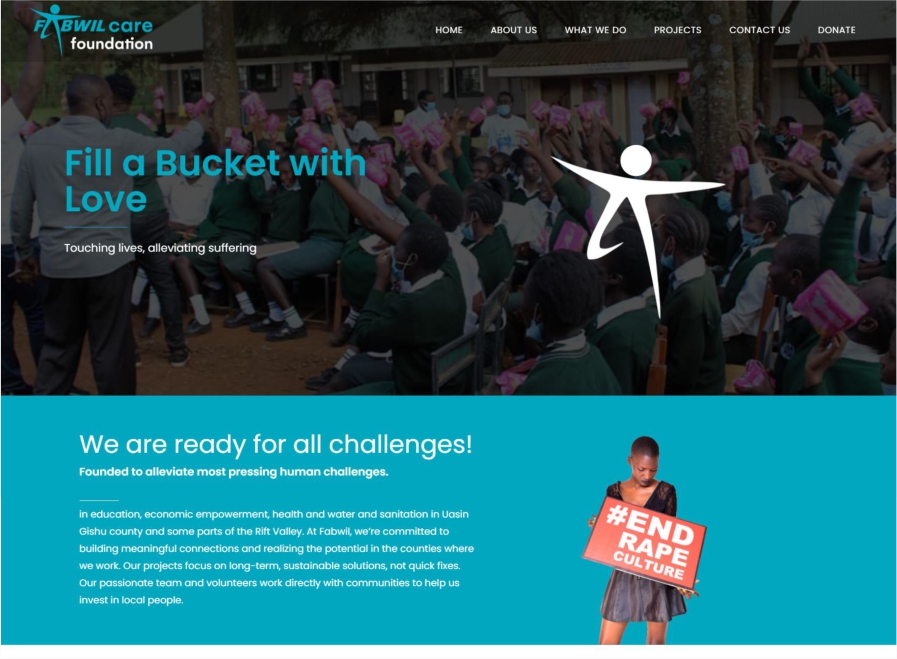 FABWIL care
foundation
HOME ABOUT US WHAT WE DO PROJECTS CONTACT US DONATE
Fill a Bucket with
Love
Touching lives, alleviating suffering
We are ready for all challenges!
Founded to alleviate most pressing human challenges.
in education, economic empowerment, health and water and sanitation in Uasin
Gishu county and some parts of the Rift Valley. At Fabwil, we're committed to
building meaningful connections and realizing the potential in the counties where
we work. Our projects focus on long-term, sustainable solutions, not quick fixes.
Our passionate team and volunteers work directly with communities to help us
invest in local people.
#END
RAPE
CULTURE